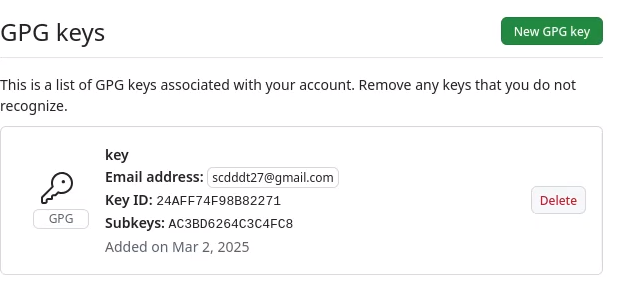 GPG keys
New GPG key
This is a list of GPG keys associated with your account. Remove any keys that you do not
recognize.
key
Email address: scdddt27@gmail.com
Key ID: 24AFF74F98B82271
GPG
Subkeys: AC3BD6264C3C4FC8
Delete
Added on Mar 2, 2025